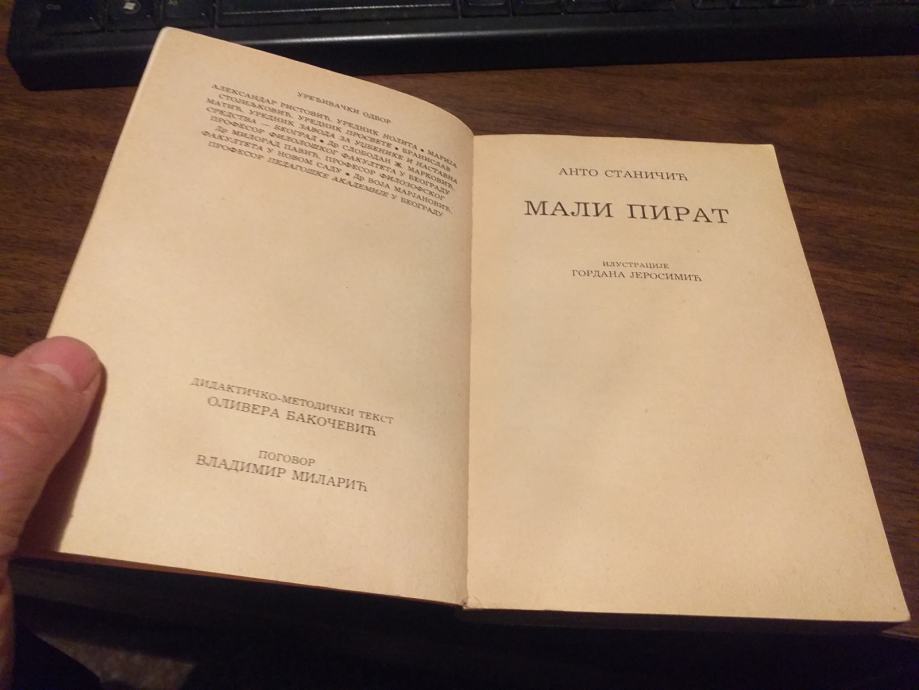 УРЕЂИВАЧКИ ОДБОР
АЛЕКСАНДАР РИСТОВИЋ, УРЕДНИК НОЛИТА • МАРИЈА
СТОЈИЉКОВИЋ, УРЕДНИК ПРОСВЕТЕ • БРАНИСЛАВ
МАТИЋ, УРЕДНИК ЗАВОДА ЗА УЏБЕНИКЕ И НАСТАВНА
СРЕДСТВА — БЕОГРАД • ДР СЛОБОДАН Ж. МАРКОВИЋ,
ПРОФЕСОР ФИЛОЛОШКОГ ФАКУЛТЕТА У БЕОГРАДУ
ДР МИЛОРАД ПАВИЋ, ПРОФЕСОР ФИЛОЗОФСКОГ
ФАКУЛТЕТА У НОВОМ САДУ • ДР ВОЈА МАРЈАНОВИЋ,
ПРОФЕСОР ПЕДАГОШКЕ АКАДЕМИЈЕ У БЕОГРАДУ
ДИДАКТИЧКО-МЕТОДИЧКИ ТЕКСТ
ОЛИВЕРА БАКОЧЕВИЋ
ПОГОВОР
ВЛАДИМИР МИЛАРИЋ
АНТО СТАНИЧИЋ
МАЛИ ПИРАТ
ИЛУСТРАЦИЈЕ
ГОРДАНА ЈЕРОСИМИЋ